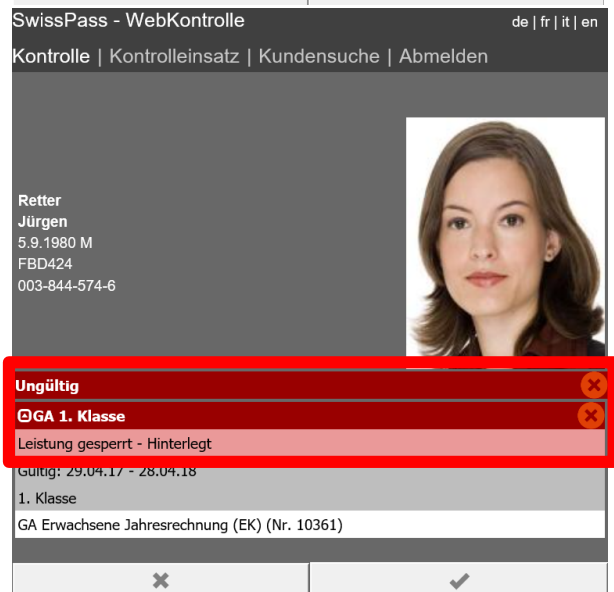 SwissPass - WebKontrolle
de | fr | it | en
Kontrolle | Kontrolleinsatz | Kundensuche | Abmelden
Retter
Jürgen
5.9.1980 M
FBD424
003-844-574-6
Ungültig
GA 1. Klasse
Leistung gesperrt - Hinterlegt
Gültig: 29.04.17 - 28.04.18
1. Klasse
GA Erwachsene Jahresrechnung (EK) (Nr. 10361)